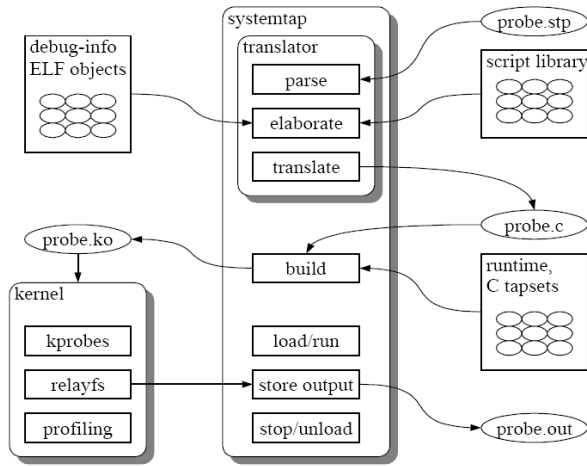 systemtap
probe.stp
debug-info
ELF objects
translator
script library
parse
elaborate
translate
probe.c
probe.ko
build
runtime,
C tapsets
kernel
kprobes
load/run
relayfs
store output
profiling
stop/unload
probe.out